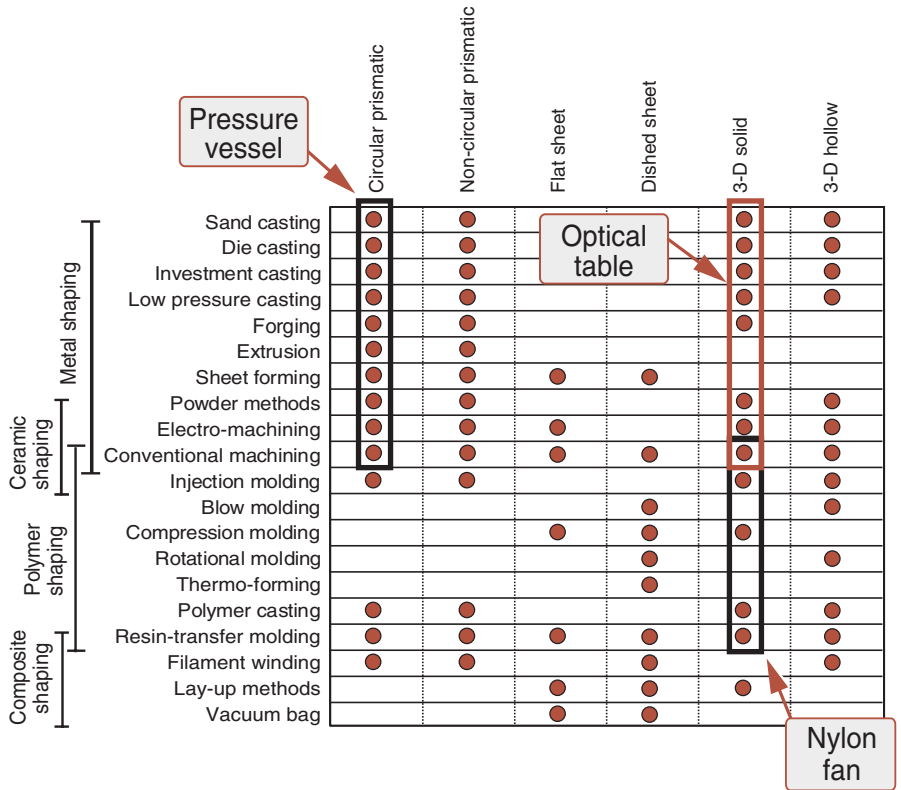 Circular prismatic
Non-circular prismatic
Flat sheet
Dished sheet
3-D solid
3-D hollow
Pressure
vessel
Optical
table
Metal shaping
Ceramic
shaping
Polymer
shaping
Composite
shaping
Sand casting
Die casting
Investment casting
Low pressure casting
Forging
Extrusion
Sheet forming
Powder methods
Electro-machining
Conventional machining
Injection molding
Blow molding
Compression molding
Rotational molding
Thermo-forming
Polymer casting
Resin-transfer molding
Filament winding
Lay-up methods
Vacuum bag
Nylon
fan